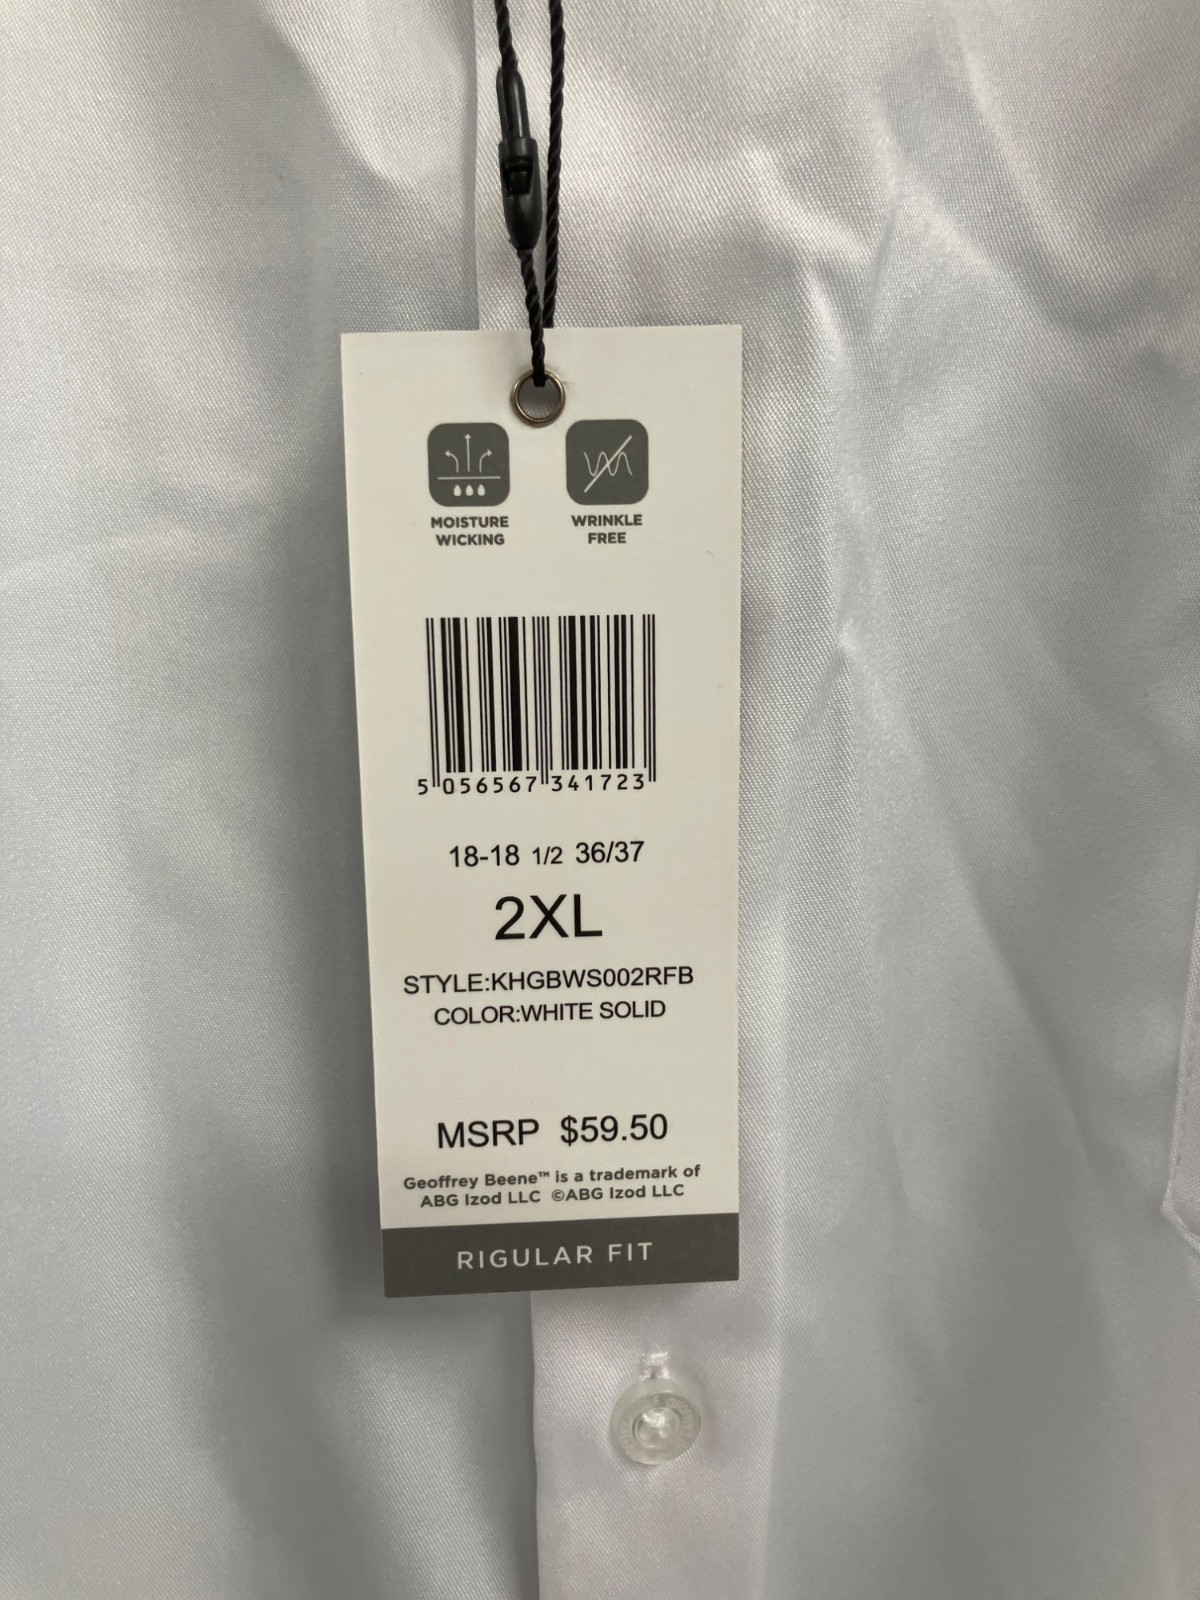 MOISTURE WICKING
WRINKLE FREE
5 056567 341723
18-18 1/2 36/37
2XL
STYLE:KHGBWS002RFB
COLOR:WHITE SOLID
MSRP $59.50
Geoffrey Beene™ is a trademark of
ABG Izod LLC ©ABG Izod LLC
RIGULAR FIT